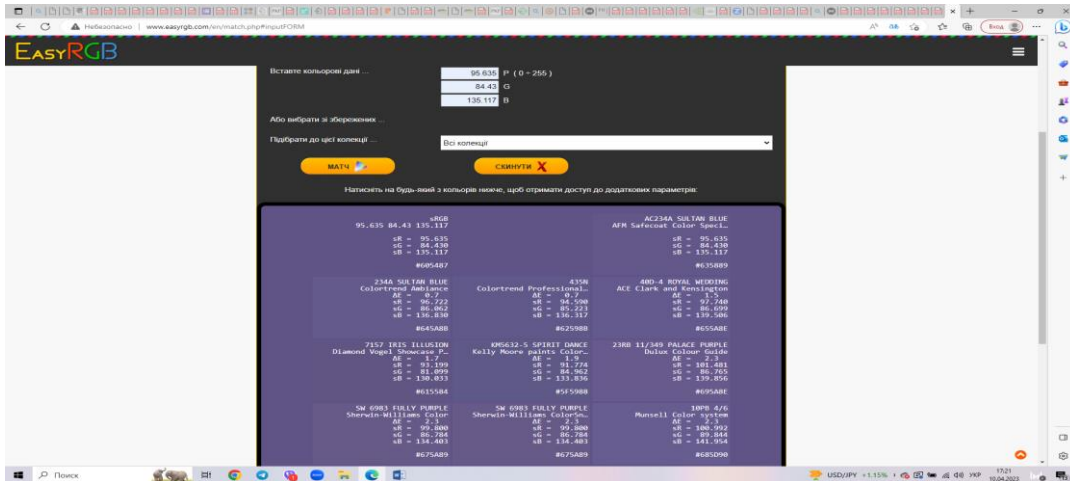 Небезопасно | www.easyrgb.com/en/match.php#inputFORM
Вход
EASYRGB
Вставте кольорові дані ...
95.635 Р ( 0 ÷ 255 )
84.43 G
135.117 B
Або вибрати зі збережених ...
Підібрати до цієї колекції ...
Всі колекції
МАТЧ
СКИНУТИ X
Натисніть на будь-який з кольорів нижче, щоб отримати доступ до додаткових параметрів:
sRGB
95.635 84.43 135.117
sR = 95.635
sG = 84.430
sB = 135.117
#605487
AC234A SULTAN BLUE
AFM Safecoat Color Speci…
sR = 95.635
sG = 84.430
sB = 135.117
#635889
234A SULTAN BLUE
Colortrend Ambiance
ΔE = 0.7
sR = 96.722
sG = 86.062
sB = 136.830
#645A8B
435N
Colortrend Professional…
ΔE = 0.7
sR = 94.590
sG = 85.223
sB = 136.317
#62598B
40D-4 ROYAL WEDDING
ACE Clark and Kensington
ΔE = 1.5
sR = 97.740
sG = 86.699
sB = 139.506
#655A8E
7157 IRIS ILLUSION
Diamond Vogel Showcase P…
ΔE = 1.7
sR = 93.199
sG = 81.099
sB = 130.033
#615584
KM5632-5 SPIRIT DANCE
Kelly Moore paints Color…
ΔE = 1.9
sR = 91.774
sG = 84.962
sB = 133.836
#5F5988
23RB 11/349 PALACE PURPLE
Dulux Colour Guide
ΔE = 2.3
sR = 101.481
sG = 86.765
sB = 139.856
#695A8E
SW 6983 FULLY PURPLE
Sherwin-Williams Color
ΔE = 2.3
sR = 99.800
sG = 86.784
sB = 134.403
#675A89
SW 6983 FULLY PURPLE
Sherwin-Williams ColorSn…
ΔE = 2.3
sR = 99.800
sG = 86.784
sB = 134.403
#675A89
10PB 4/6
Munsell Color system
ΔE = 2.3
sR = 100.992
sG = 89.844
sB = 141.954
#685D90
Поиск
USD/JPY +1.15%
УКР
17:21
10.04.2023